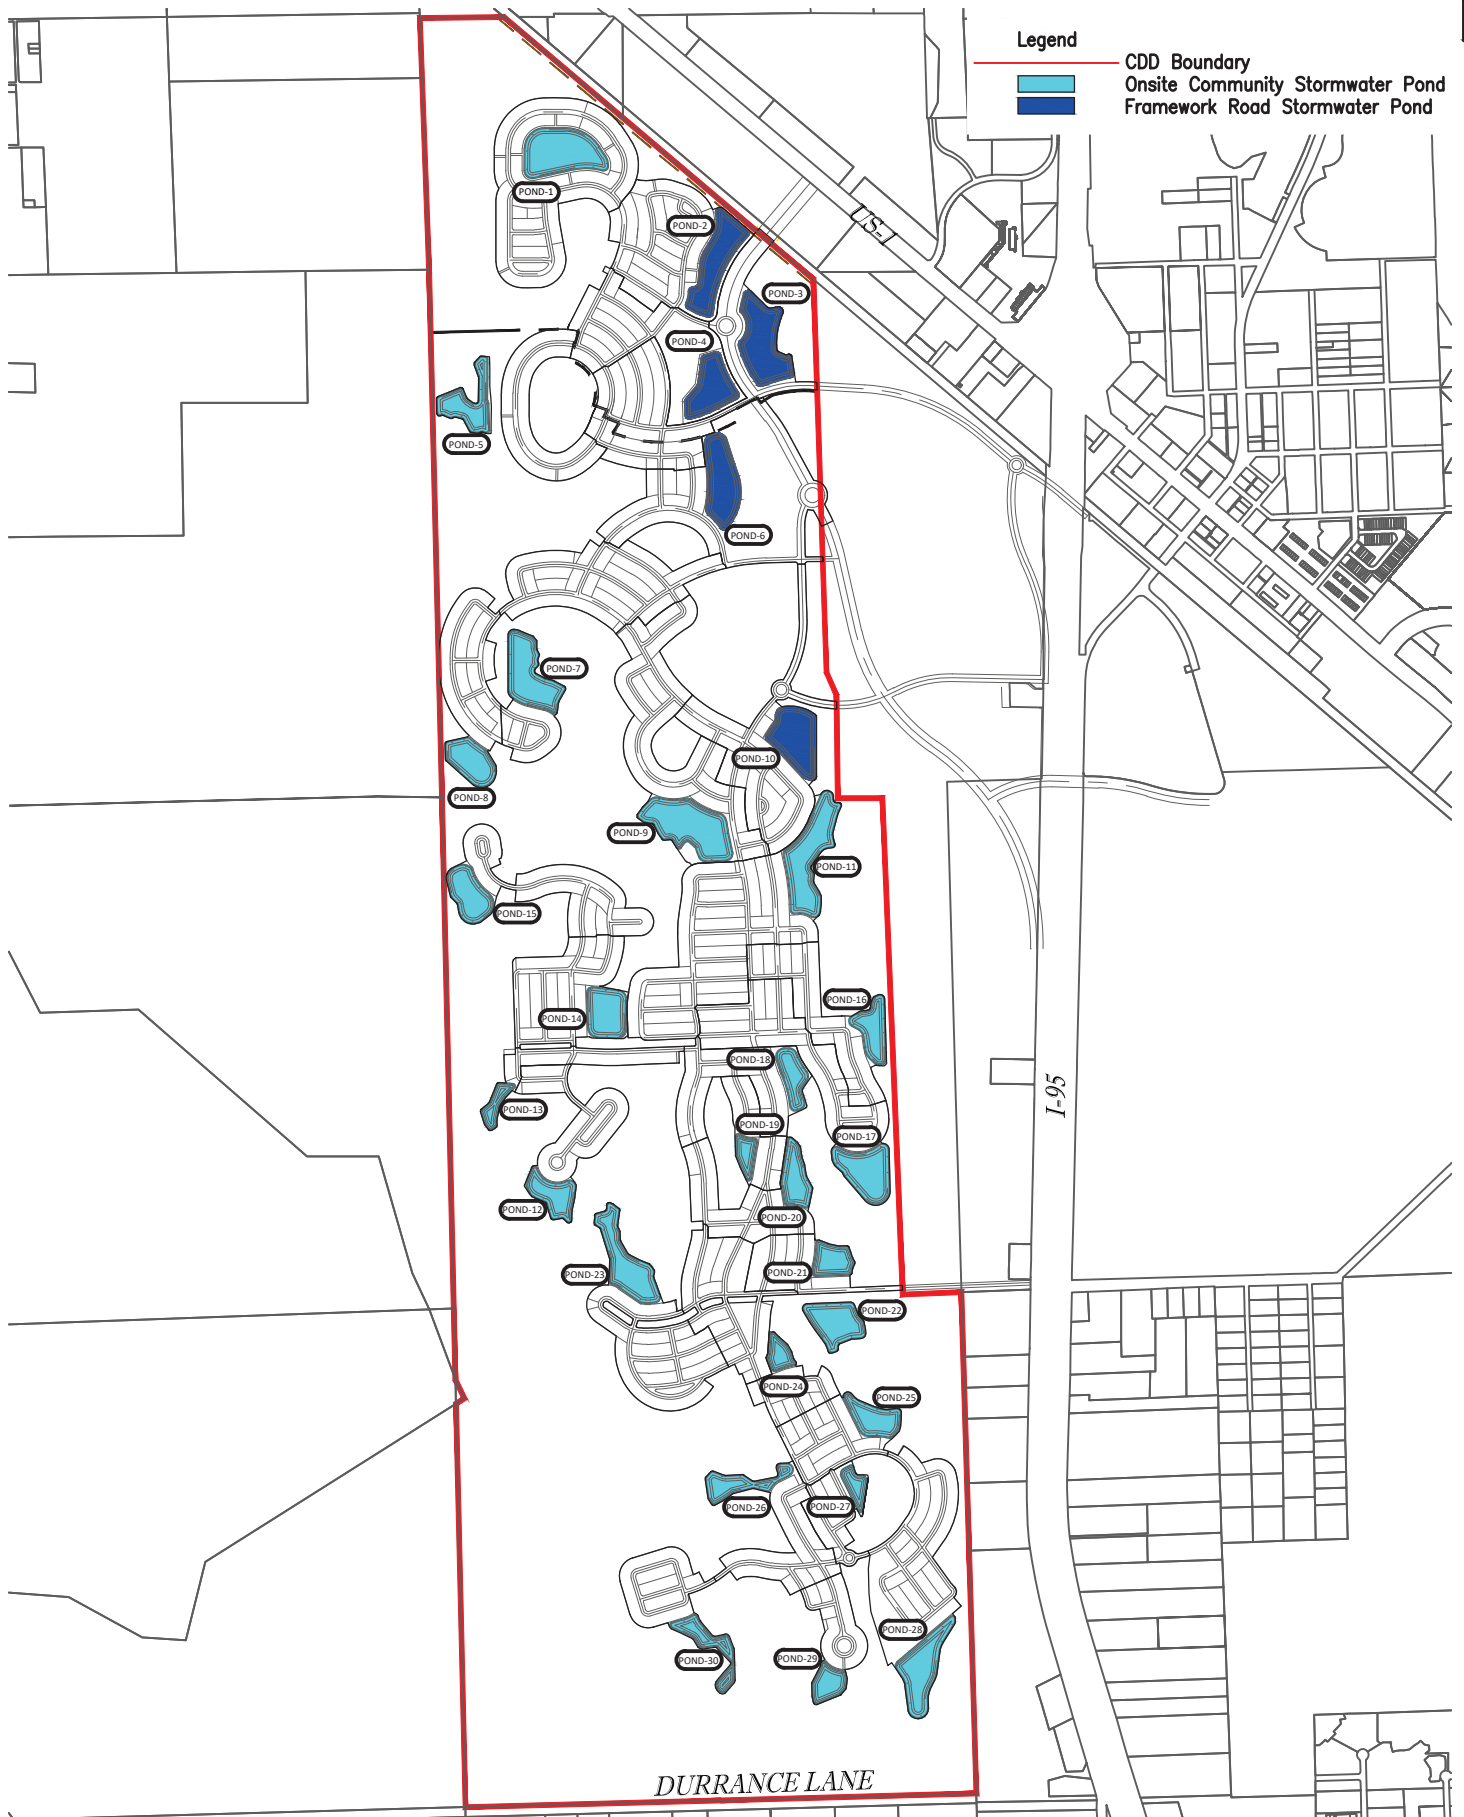 Legend
CDD Boundary
Onsite Community Stormwater Pond
Framework Road Stormwater Pond
POND-1
POND-2
US-1
POND-3
POND-4
POND-5
POND-6
POND-7
POND-10
POND-8
POND-9
POND-11
POND-15
POND-16
POND-14
POND-18
I-95
POND-13
POND-19
POND-17
POND-12
POND-20
POND-21
POND-23
POND-22
POND-24
POND-25
POND-26
POND-27
POND-28
POND-30
POND-29
DURRANCE LANE